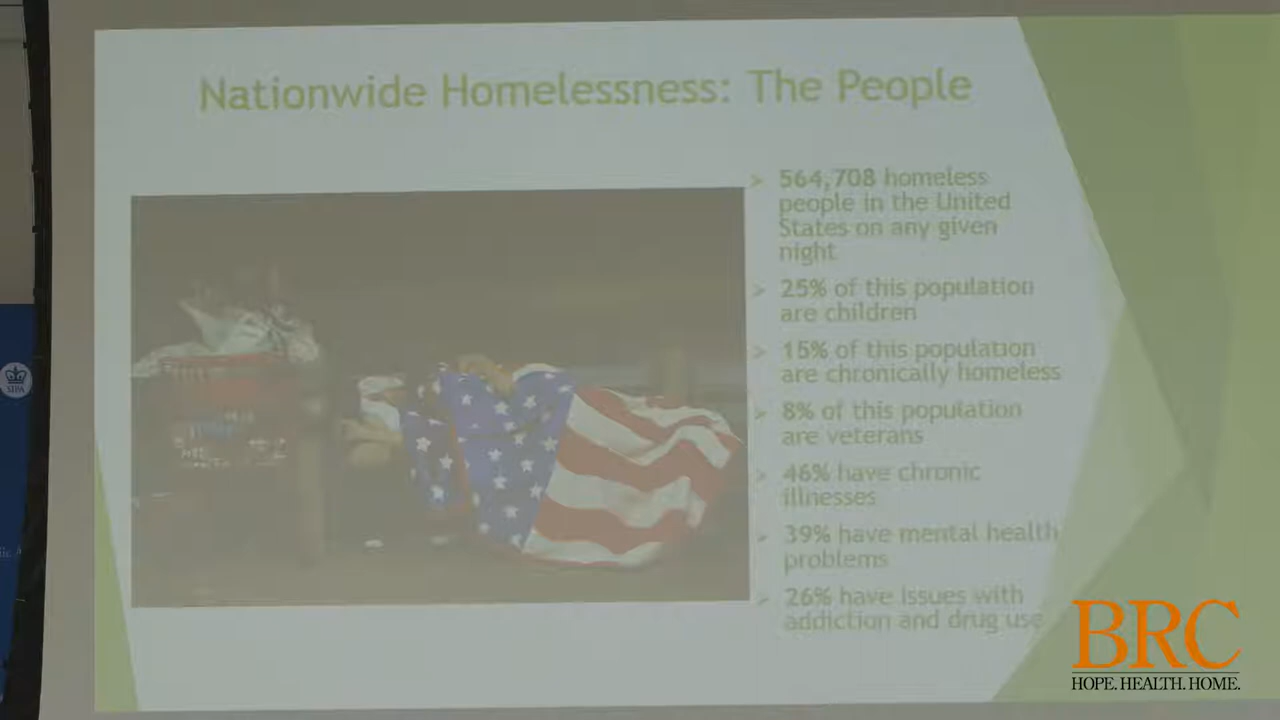 Nationwide Homelessness: The People
564,708 homeless
people in the United
States on any given
night
25% of this population
are children
15% of this population
are chronically homeless
8% of this population
are veterans
46% have chronic
illnesses
39% have mental health
problems
26% have issues with
addiction and drug use
SIPA
BRC
HOPE. HEALTH. HOME.